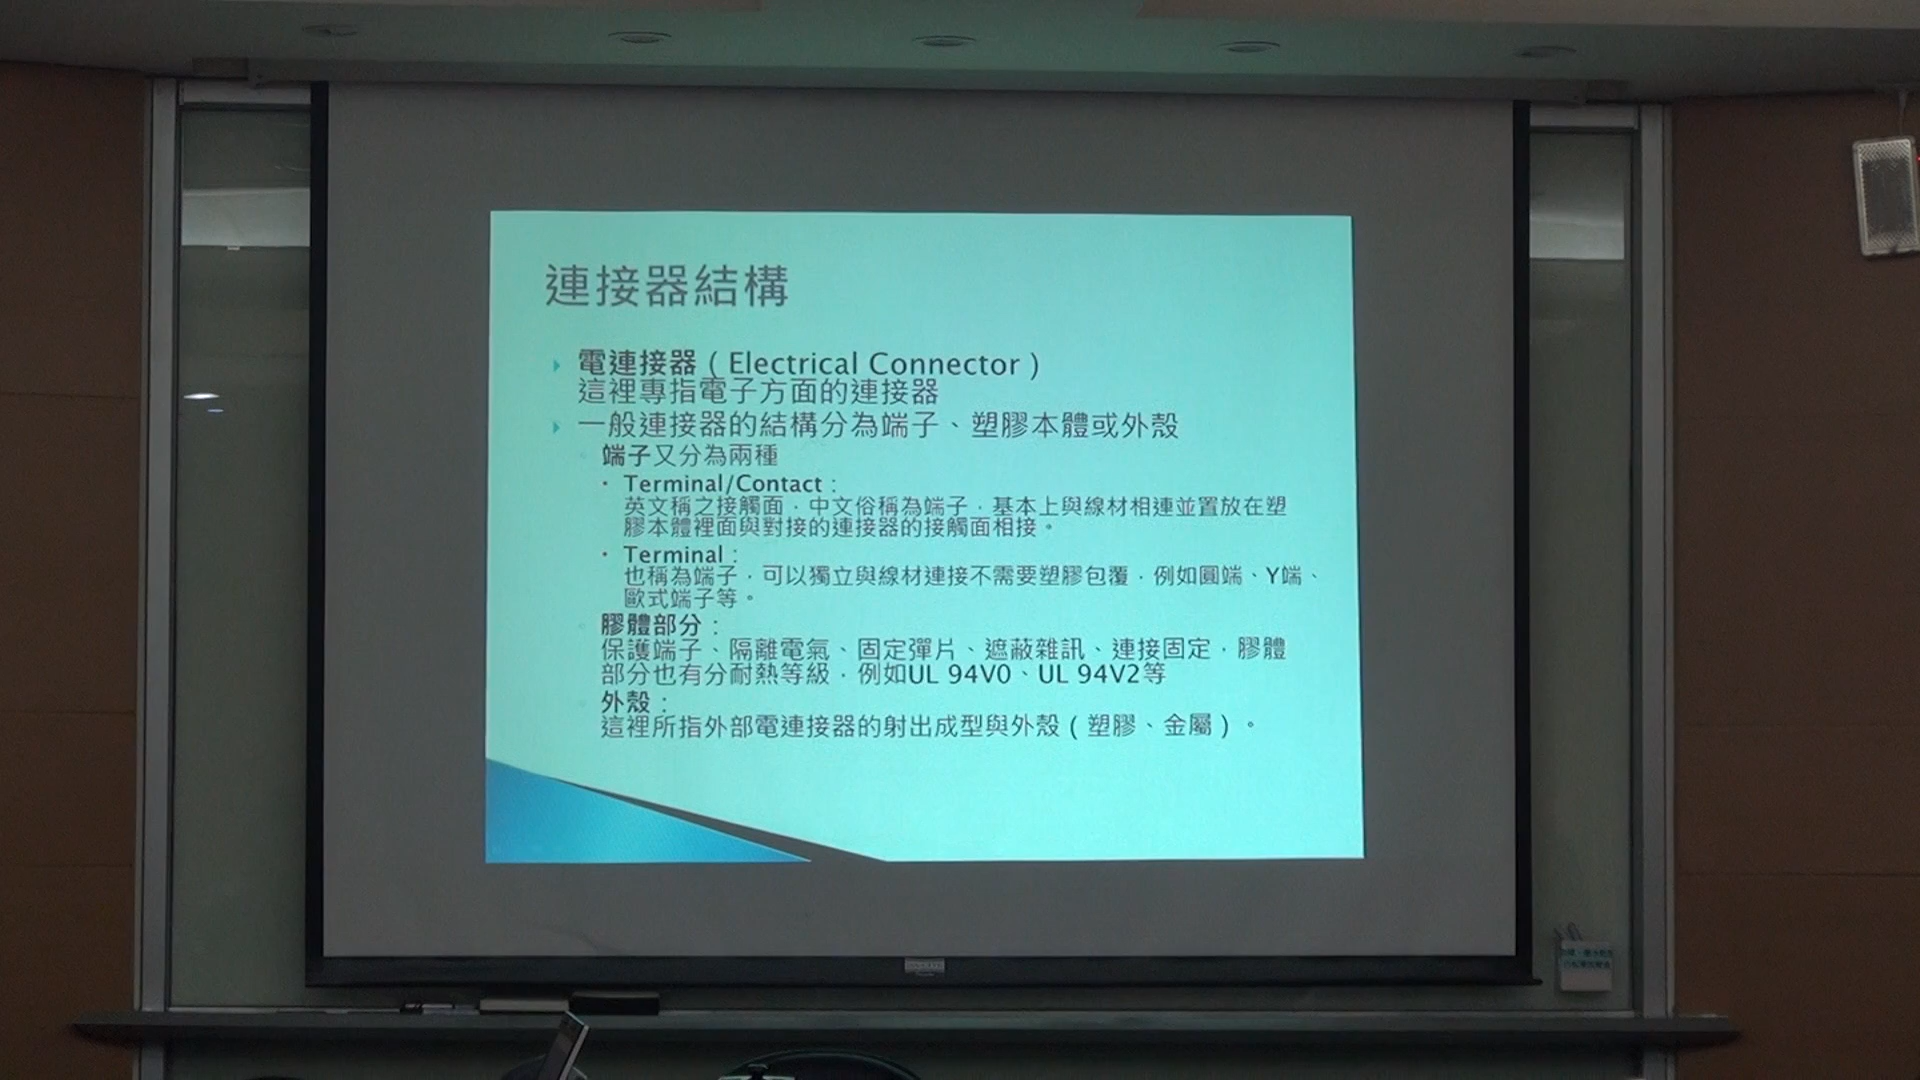 連接器結構
電連接器（Electrical Connector）
這裡專指電子方面的連接器
一般連接器的結構分為端子、塑膠本體或外殼
端子又分為兩種
Terminal/Contact：
英文稱之接觸面，中文俗稱為端子，基本上與線材相連並置放在塑
膠本體裡面與對接的連接器的接觸面相接。
Terminal：
也稱為端子，可以獨立與線材連接不需要塑膠包覆，例如圓端、Y端、
歐式端子等。
膠體部分：
保護端子、隔離電氣、固定彈片、遮蔽雜訊、連接固定，膠體
部分也有分耐熱等級，例如UL 94V0、UL 94V2等
外殼：
這裡所指外部電連接器的射出成型與外殼（塑膠、金屬）。